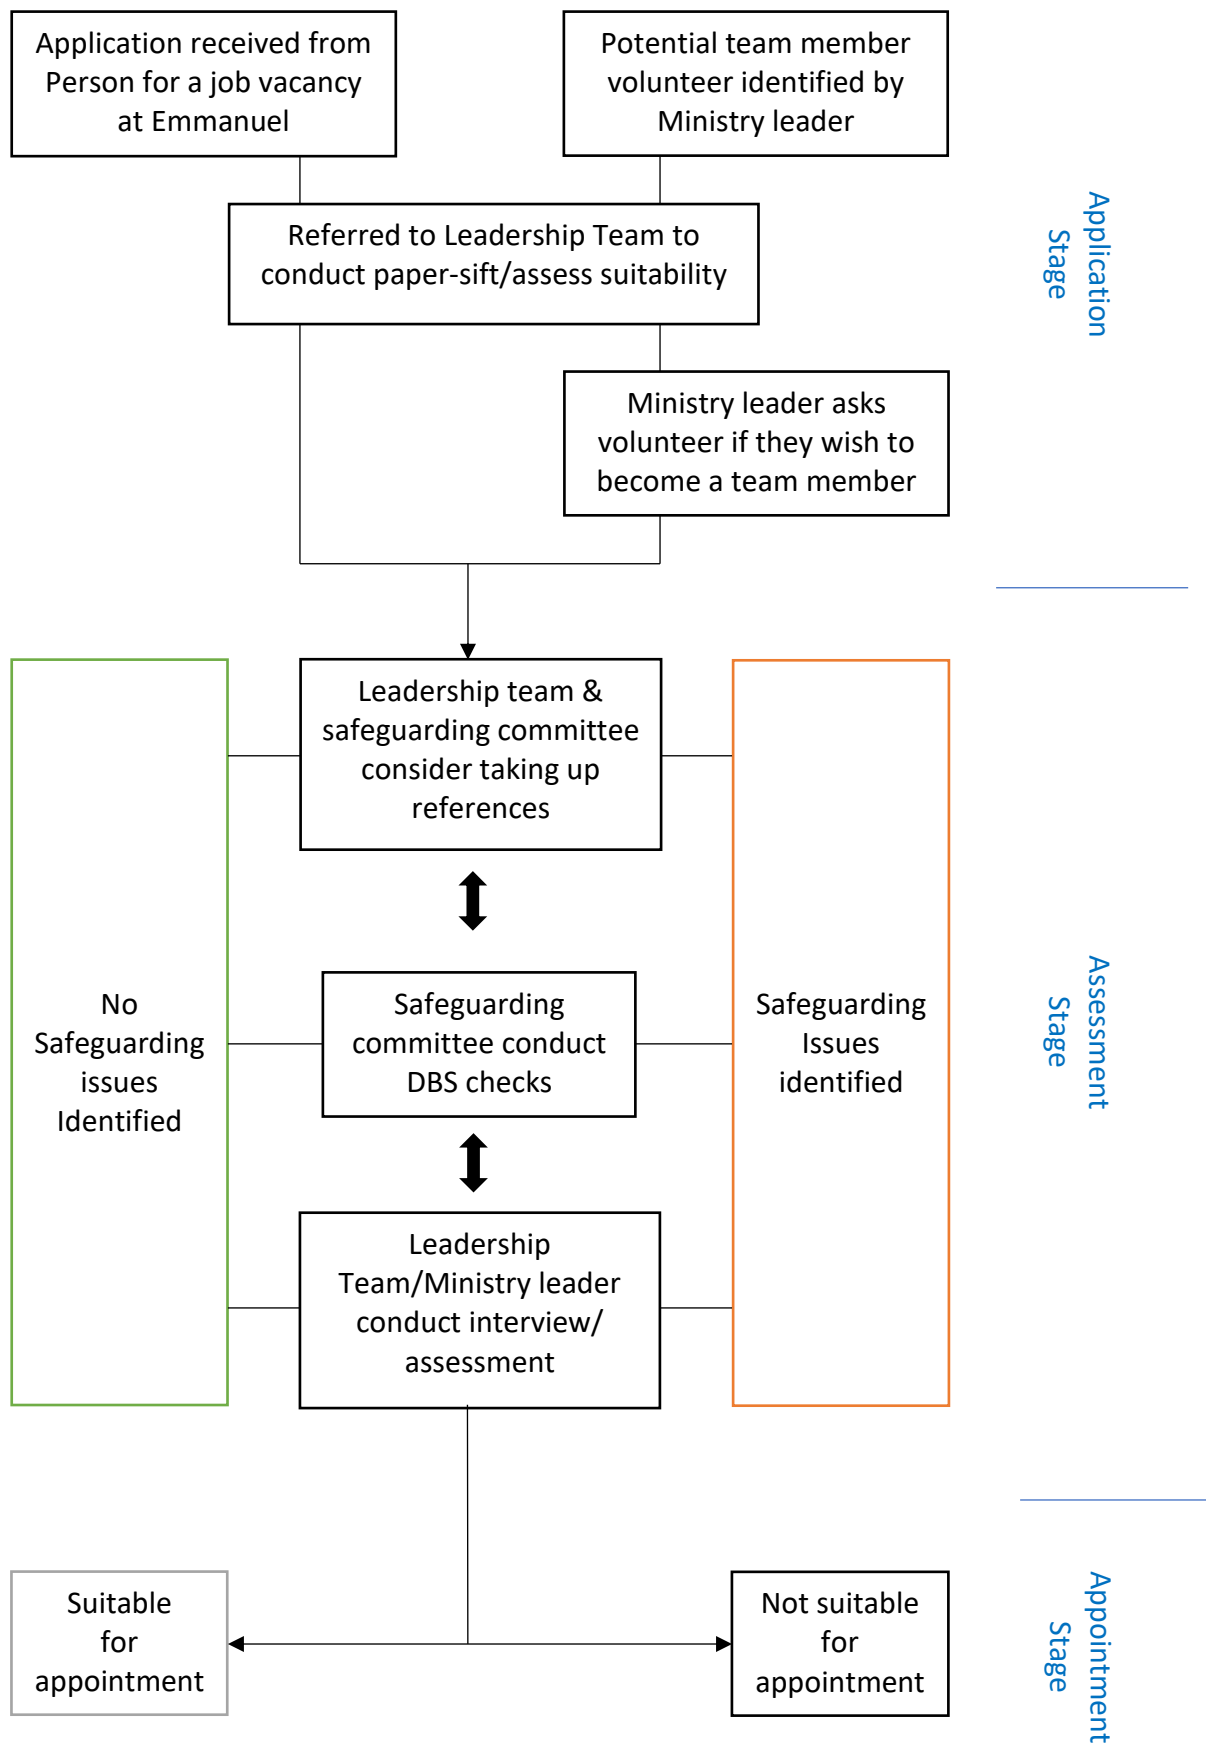 Application received from
Person for a job vacancy
at Emmanuel
Potential team member
volunteer identified by
Ministry leader
Referred to Leadership Team to
conduct paper-sift/assess suitability
Application
Stage
Ministry leader asks
volunteer if they wish to
become a team member
Leadership team &
safeguarding committee
consider taking up
references
No
Safeguarding
issues
Identified
Safeguarding
committee conduct
DBS checks
Safeguarding
Issues
identified
Assessment
Stage
Leadership
Team/Ministry leader
conduct interview/
assessment
Suitable
for
appointment
Not suitable
for
appointment
Appointment
Stage